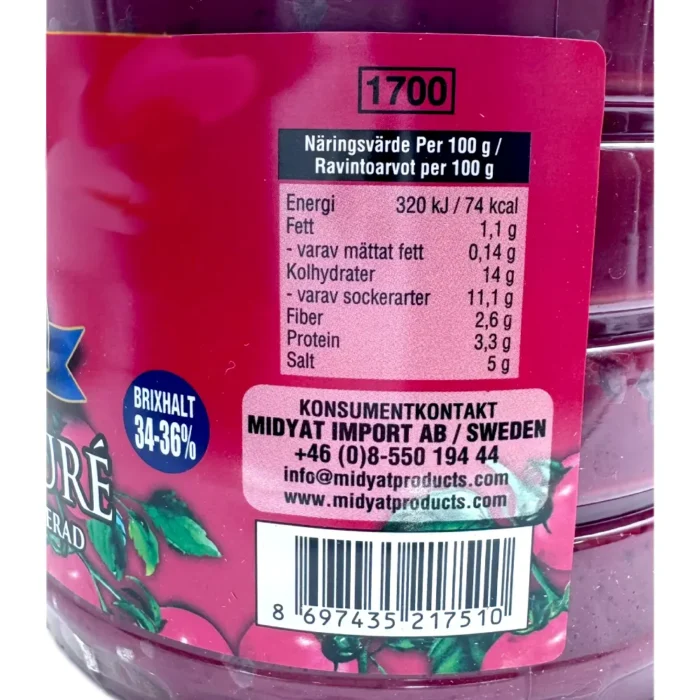 1700
Näringsvärde Per 100 g /
Ravintoarvot per 100 g
Energi 320 kJ / 74 kcal
Fett 1,1 g
- varav mättat fett 0,14 g
Kolhydrater 14 g
- varav sockerarter 11,1 g
Fiber 2,6 g
Protein 3,3 g
Salt 5 g
BRIXHALT
34-36%
URÉ
ERAD
KONSUMENTKONTAKT
MIDYAT IMPORT AB / SWEDEN
+46 (0)8-550 194 44
info@midyatproducts.com
www.midyatproducts.com
8 697435 217510